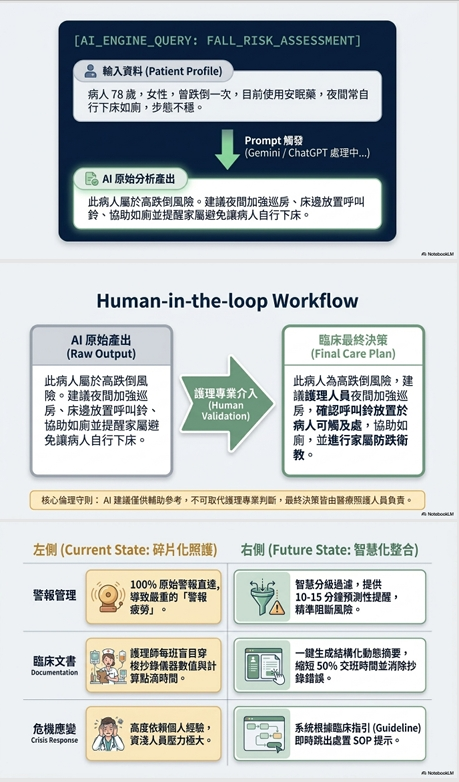 [AI_ENGINE_QUERY: FALL_RISK_ASSESSMENT]
輸入資料 (Patient Profile)
病人 78 歲，女性，曾跌倒一次，目前使用安眠藥，夜間常自
行下床如廁，步態不穩。
Prompt 觸發
(Gemini / ChatGPT 處理中...)
AI 原始分析產出
此病人屬於高跌倒風險。建議夜間加強巡房、床邊放置呼叫
鈴、協助如廁並提醒家屬避免讓病人自行下床。
NotebookLM
Human-in-the-loop Workflow
AI 原始產出
(Raw Output)
此病人屬於高跌倒風
險。建議夜間加強巡
房、床邊放置呼叫鈴、
協助如廁並提醒家屬避
免讓病人自行下床。
護理專業介入
(Human
Validation)
臨床最終決策
(Final Care Plan)
此病人為高跌倒風險，建
議護理人員夜間加強巡
房，確認呼叫鈴放置於
病人可觸及處，協助如
廁，並進行家屬防跌衛
教。
核心倫理守則： AI 建議僅供輔助參考，不可取代護理專業判斷，最終決策皆由醫療照護人員負責。
NotebookLM
左側 (Current State: 碎片化照護)
右側 (Future State: 智慧化整合)
警報管理
100% 原始警報直達，
導致嚴重的「警報
疲勞」。
智慧分級過濾，提供
10-15 分鐘預測性提醒，
精準阻斷風險。
臨床文書
Documentation
護理師每班盲目穿
梭抄錄儀器數值與計
算點滴時間。
一鍵生成結構化動態摘要，
縮短 50% 交班時間並消除抄
錄錯誤。
危機應變
Crisis Response
高度依賴個人經驗，
資淺人員壓力極大。
系統根據臨床指引 (Guideline)
即時跳出處置 SOP 提示。
NotebookLM